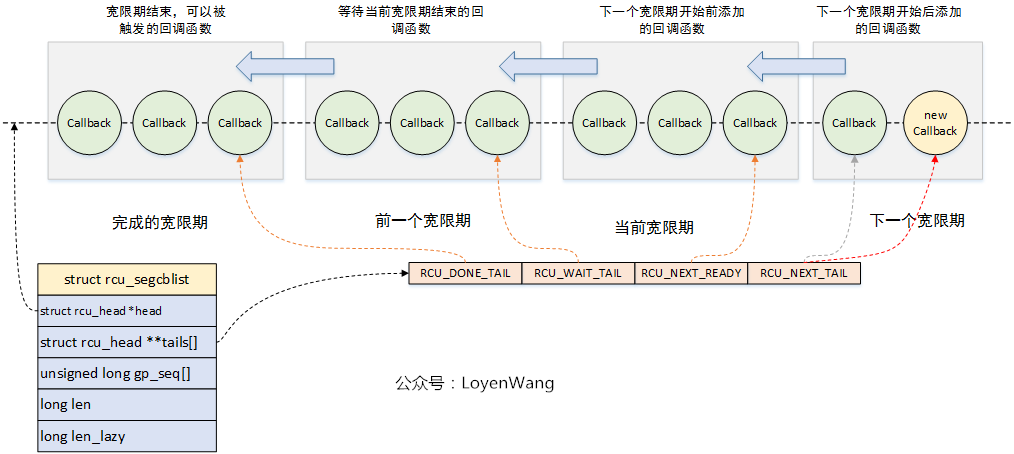 宽限期结束，可以被
触发的回调函数
等待当前宽限期结束的回
调函数
下一个宽限期开始前添加
的回调函数
下一个宽限期开始后添加
的回调函数
Callback
Callback
Callback
Callback
Callback
Callback
Callback
Callback
Callback
Callback
new
Callback
完成的宽限期
前一个宽限期
当前宽限期
下一个宽限期
RCU_DONE_TAIL
RCU_WAIT_TAIL
RCU_NEXT_READY
RCU_NEXT_TAIL
struct rcu_segcblist
struct rcu_head *head
struct rcu_head **tails[]
unsigned long gp_seq[]
long len
long len_lazy
公众号：LoyenWang